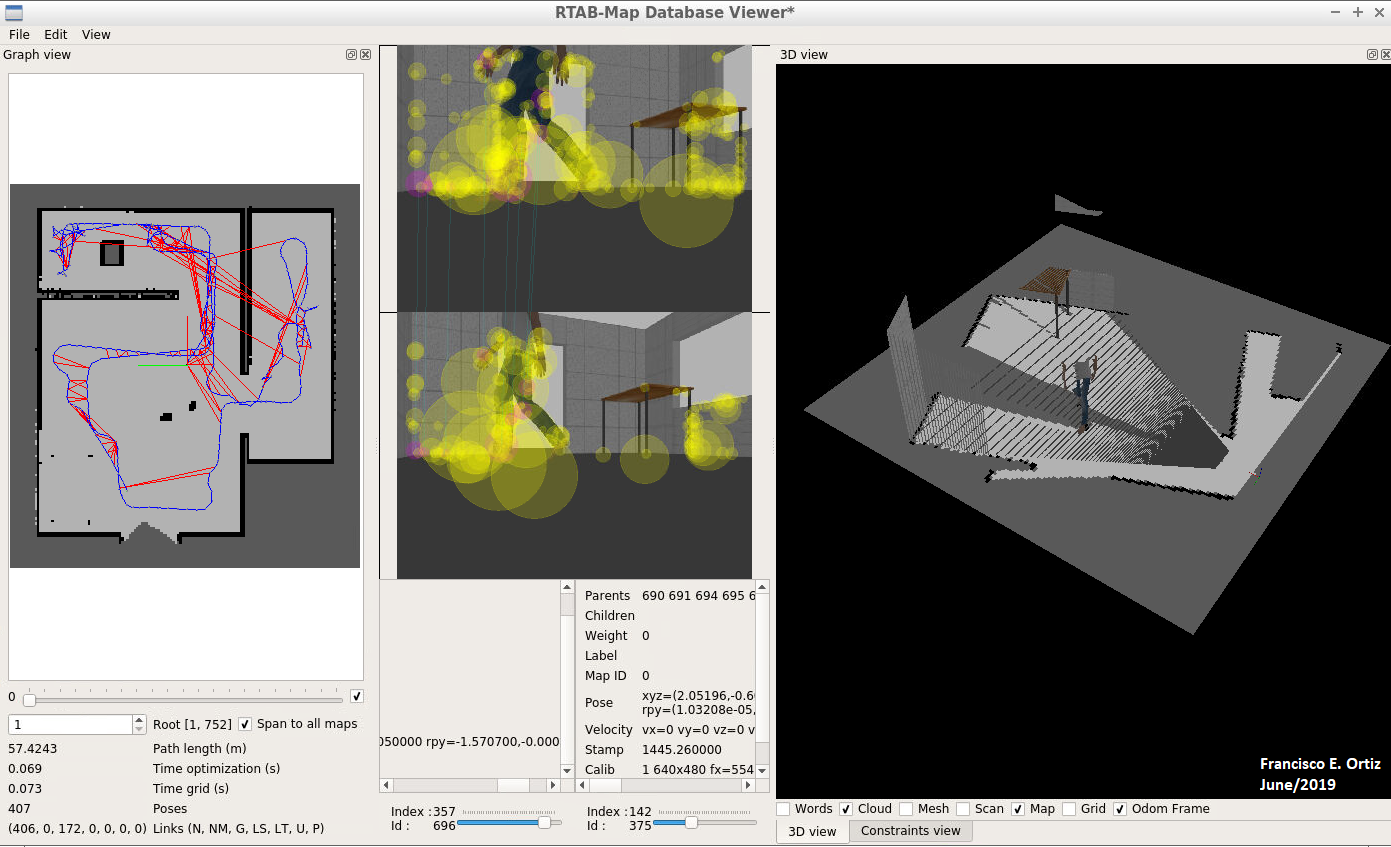 RTAB-Map Database Viewer*
File Edit View
Graph view
3D view
0
1 Root [1, 752] Span to all maps
57.4243 Path length (m)
0.069 Time optimization (s)
0.073 Time grid (s)
407 Poses
(406, 0, 172, 0, 0, 0, 0) Links (N, NM, G, LS, LT, U, P)
050000 rpy=-1.570700,-0.000
Parents 690 691 694 695 6
Children
Weight 0
Label
Map ID 0
Pose xyz=(2.05196,-0.6
rpy=(1.03208e-05,
Velocity vx=0 vy=0 vz=0 v
Stamp 1445.260000
Calib 1 640x480 fx=554
Index :357
Id : 696
Index :142
Id : 375
Francisco E. Ortiz
June/2019
Words Cloud Mesh Scan Map Grid Odom Frame
3D view Constraints view